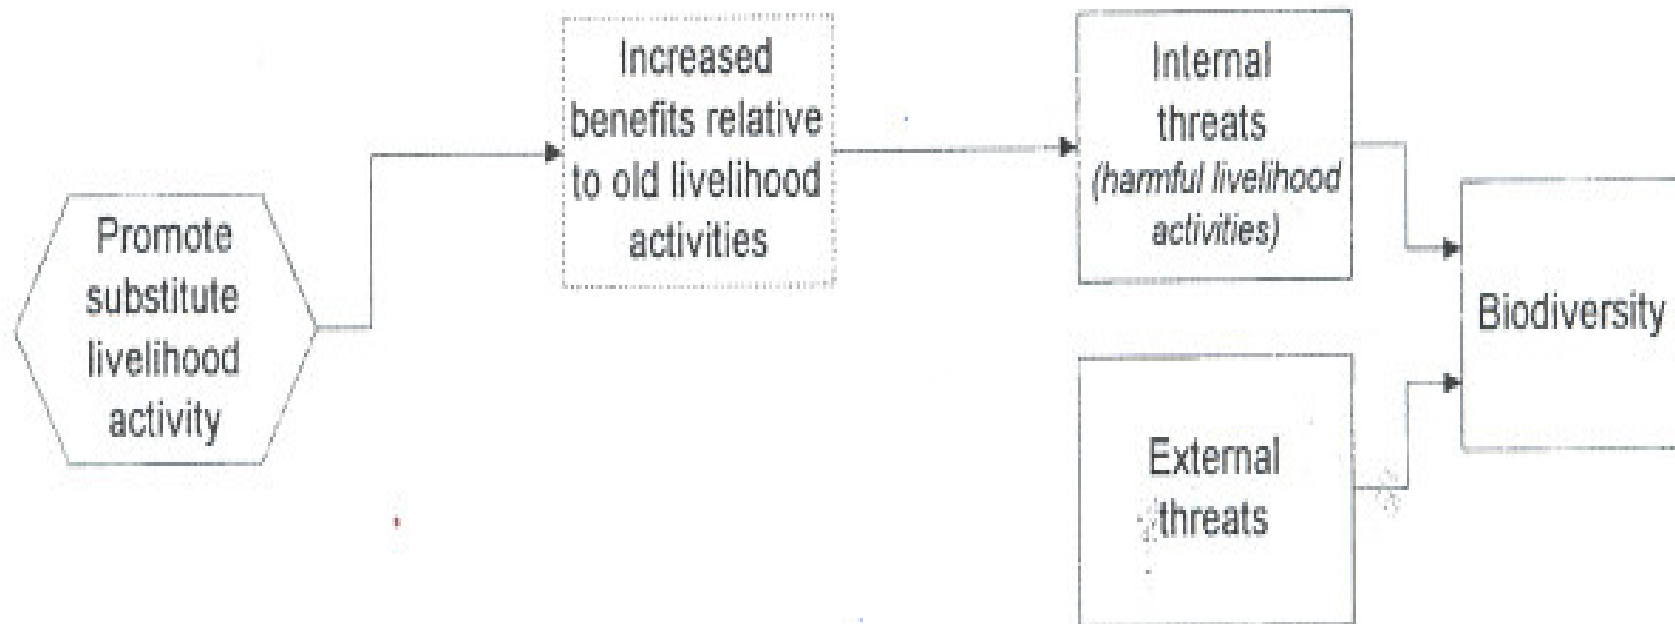 Promote
substitute
livelihood
activity
Increased
benefits relative
to old livelihood
activities
Internal
threats
(harmful livelihood
activities)
External
threats
Biodiversity